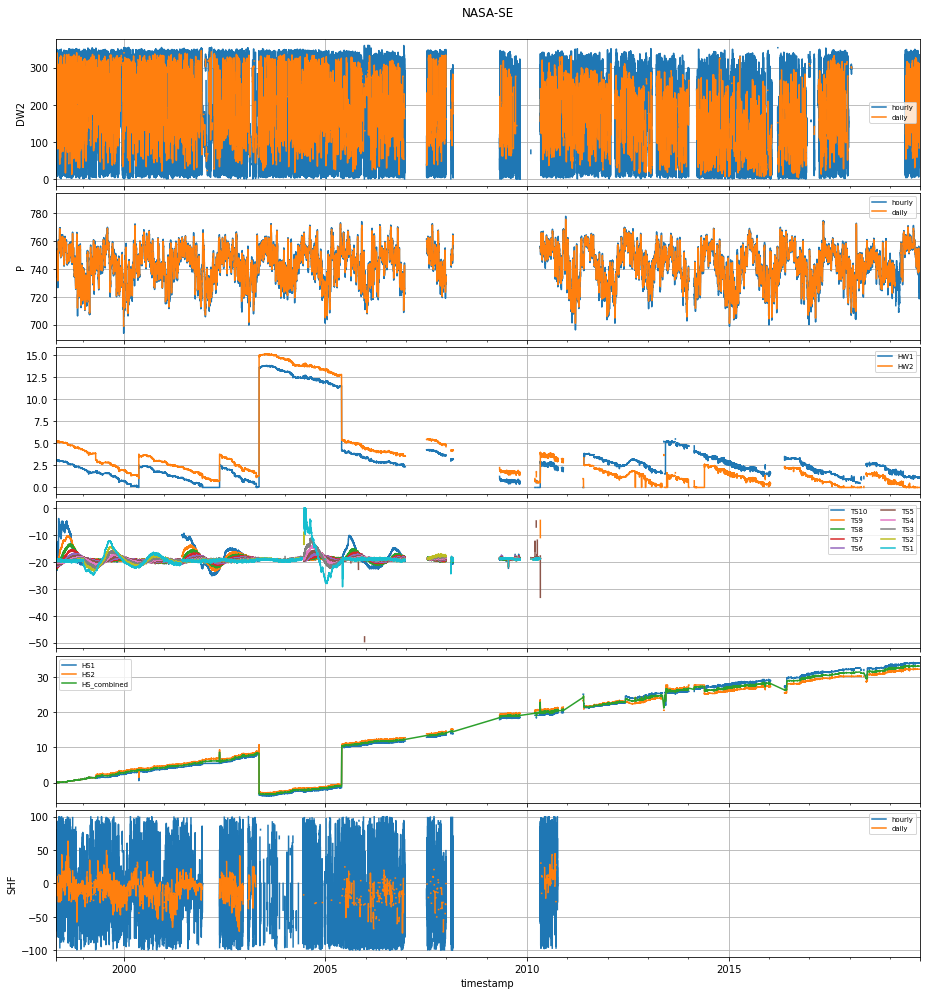 NASA-SE
DW2
300
200
100
0
hourly
daily
P
780
760
740
720
700
hourly
daily
15.0
12.5
10.0
7.5
5.0
2.5
0.0
HW1
HW2
0
−10
−20
−30
−40
−50
TS10 TS5
TS9 TS4
TS8 TS3
TS7 TS2
TS6 TS1
30
20
10
0
HS1
HS2
HS_combined
SHF
100
50
0
−50
−100
hourly
daily
2000 2005 2010 2015
timestamp